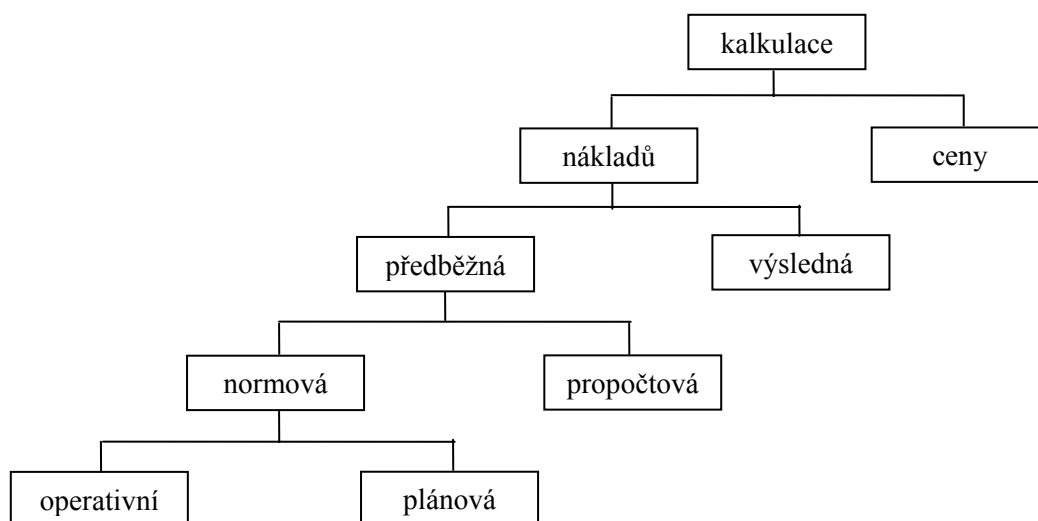 kalkulace
nákladů
ceny
předběžná
výsledná
normová
propočtová
operativní
plánová